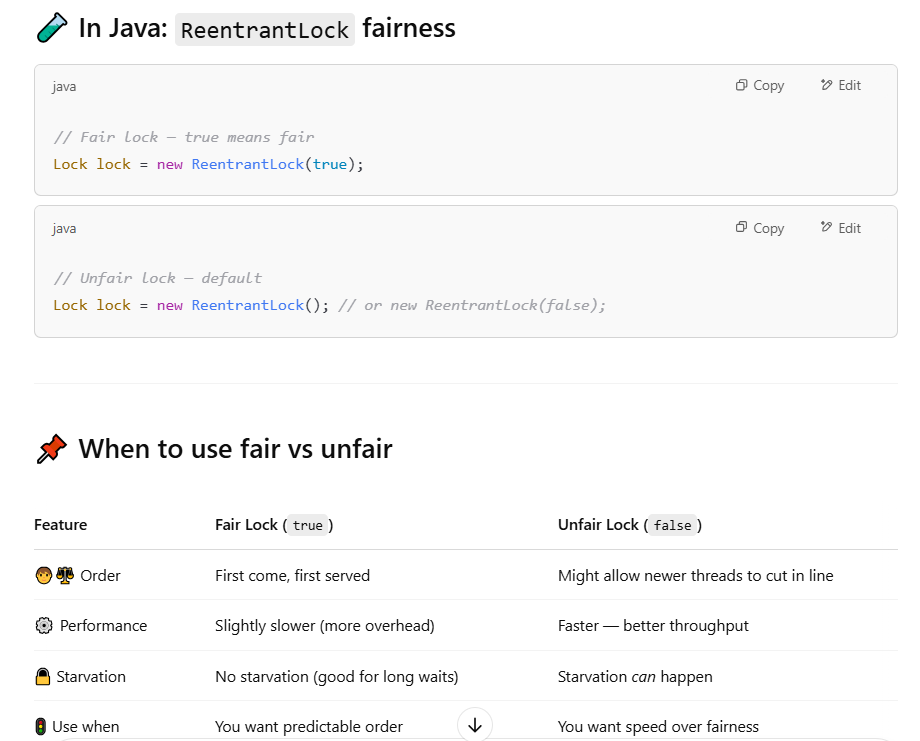 In Java: ReentrantLock fairness
java
Copy
Edit
// Fair lock — true means fair
Lock lock = new ReentrantLock(true);
java
Copy
Edit
// Unfair lock — default
Lock lock = new ReentrantLock(); // or new ReentrantLock(false);
When to use fair vs unfair
Feature
Fair Lock (true)
Unfair Lock (false)
Order
First come, first served
Might allow newer threads to cut in line
Performance
Slightly slower (more overhead)
Faster — better throughput
Starvation
No starvation (good for long waits)
Starvation can happen
Use when
You want predictable order
You want speed over fairness